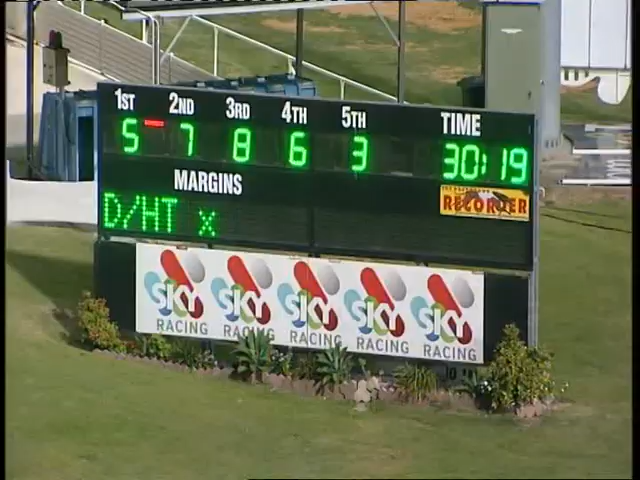 1ST 2ND 3RD 4TH 5TH TIME
5 7 8 6 3 30:19
MARGINS
D/HT x
RECORDER
SKY RACING SKY RACING SKY RACING SKY RACING SKY RACING